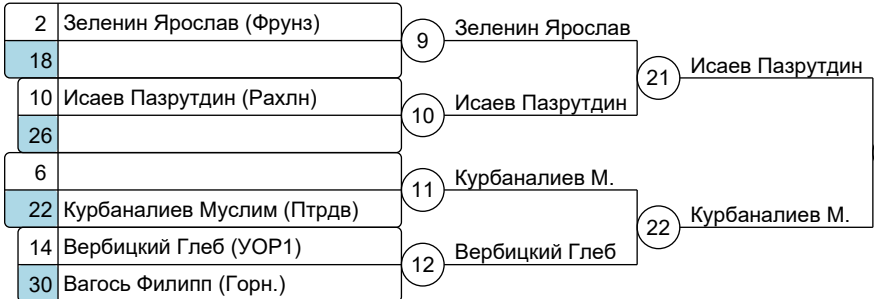 2 Зеленин Ярослав (Фрунз)
18
9 Зеленин Ярослав
10 Исаев Пазрутдин (Рахлн)
26
10 Исаев Пазрутдин
21 Исаев Пазрутдин
6
22 Курбаналиев Муслим (Птрдв)
11 Курбаналиев М.
14 Вербицкий Глеб (УОР1)
30 Вагось Филипп (Горн.)
12 Вербицкий Глеб
22 Курбаналиев М.